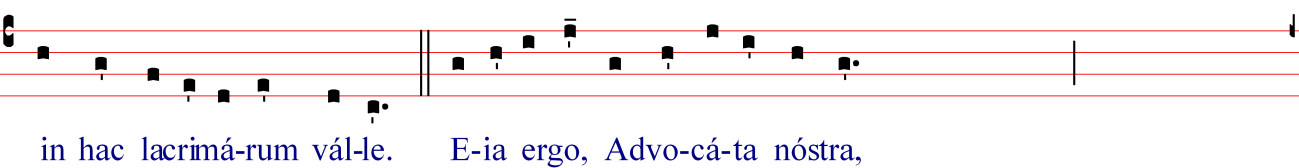 in hac lacrimá-rum vál-le. E-ia ergo, Advo-cá-ta nóstra,